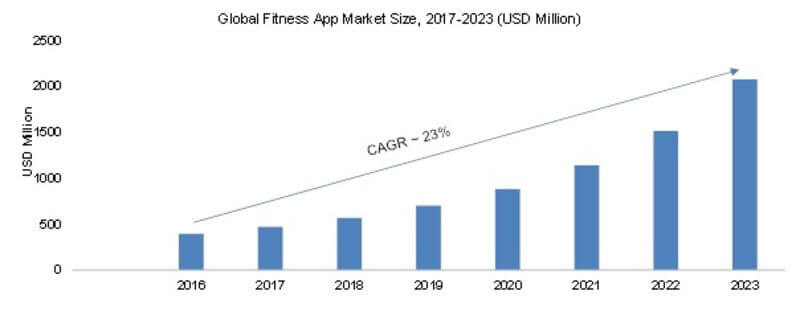 Global Fitness App Market Size, 2017-2023 (USD Million)
2500
2000
1500
1000
500
0
USD Million
CAGR ~ 23%
2016 2017 2018 2019 2020 2021 2022 2023